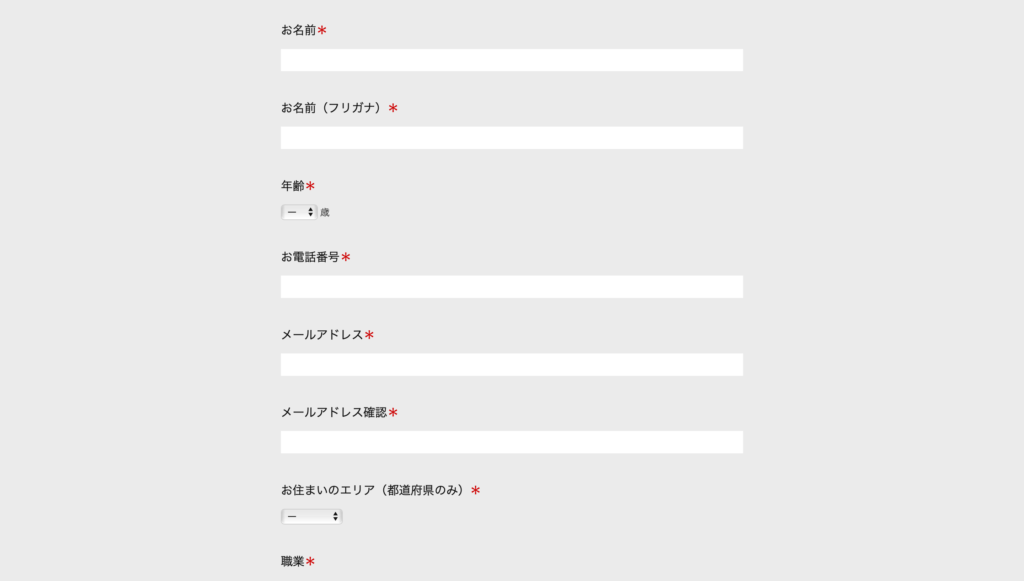 お名前＊
お名前（フリガナ）＊
年齢＊
— 歳
お電話番号＊
メールアドレス＊
メールアドレス確認＊
お住まいのエリア（都道府県のみ）＊
—
職業＊